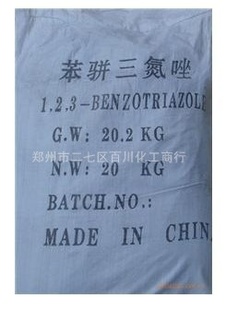 苯骈三氮唑
1,2,3-BENZOTRIAZOLE
G.W: 20.2 KG
郑州市二七区百川化工商行
N.W: 20 KG
BATCH.NO.:
MADE IN CHINA